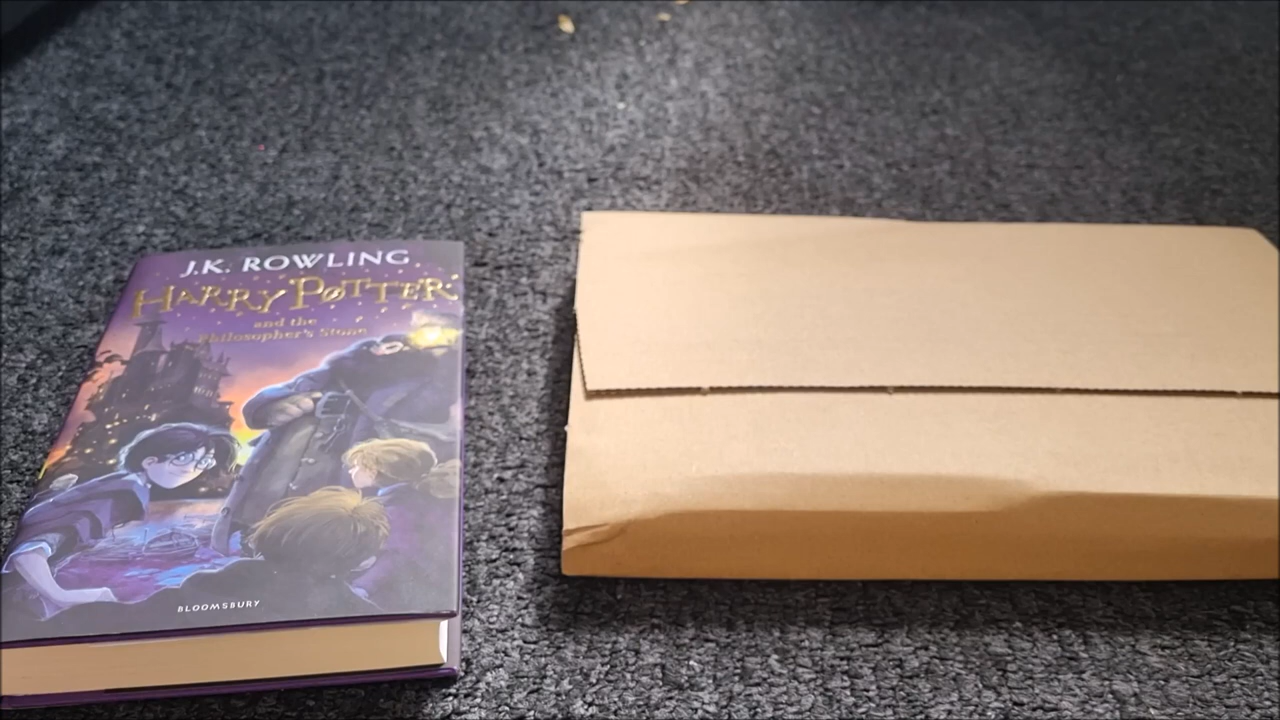 J.K. ROWLING
HARRY POTTER
and the
Philosopher's Stone
BLOOMSBURY